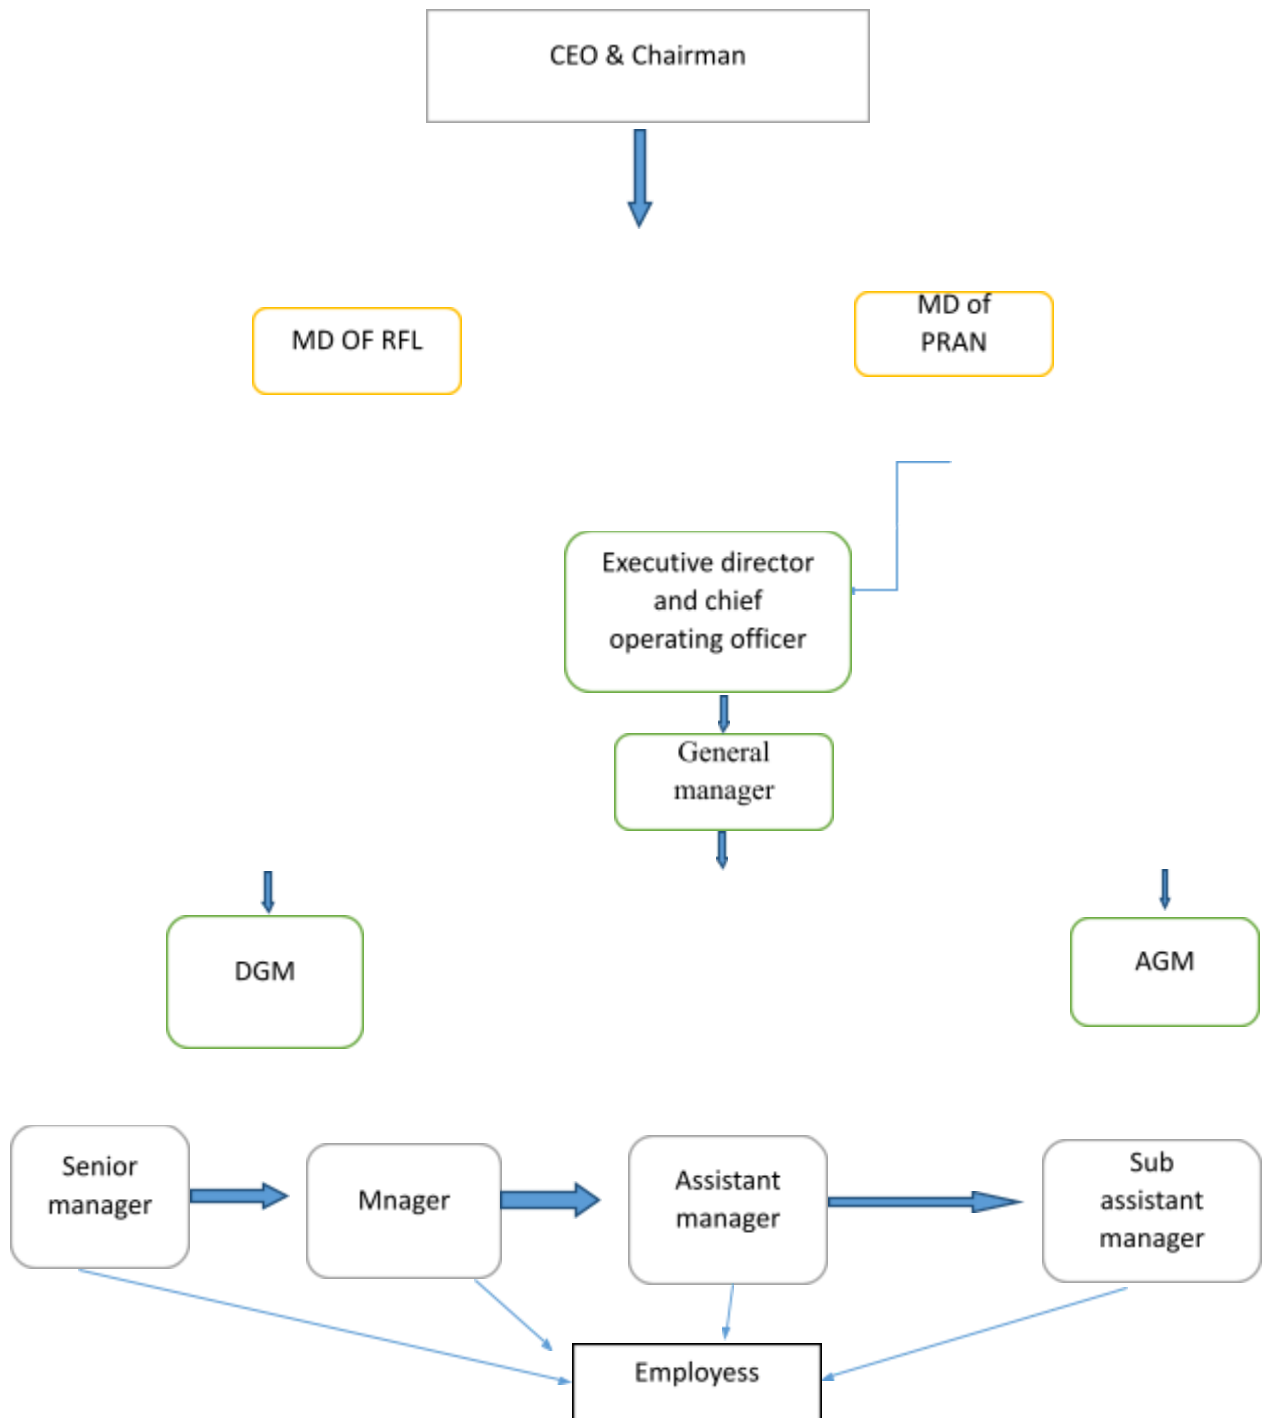 CEO & Chairman
MD OF RFL
MD of
PRAN
Executive director
and chief
operating officer
General
manager
DGM
AGM
Senior
manager
Mnager
Assistant
manager
Sub
assistant
manager
Employess